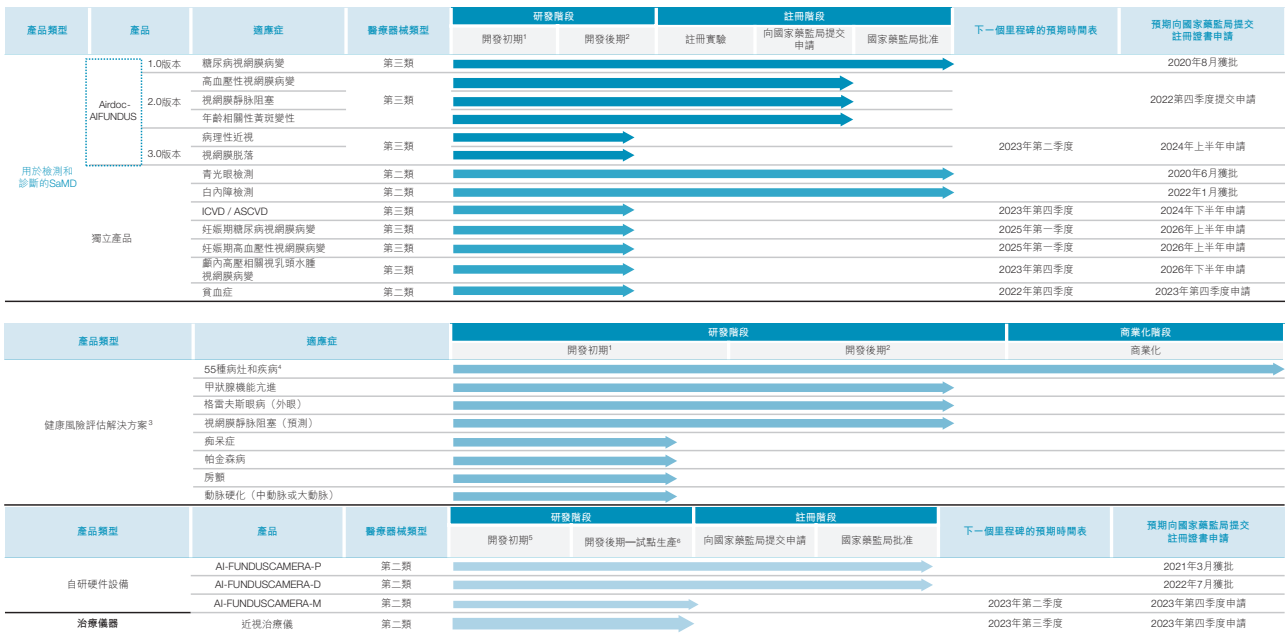 產品類型 產品 適應症 醫療器械類型 研發階段 註冊階段 下一個里程碑的預期時間表 預期向國家藥監局提交
註冊證書申請
開發初期1 開發後期2 註冊實驗 向國家藥監局提交
申請 國家藥監局批准
用於檢測和
診斷的SaMD
Airdoc-
AIFUNDUS
1.0版本 糖尿病視網膜病變 第三類 2020年8月獲批
2.0版本 高血壓性視網膜病變
視網膜靜脈阻塞 第三類 2022第四季度提交申請
年齡相關性黃斑變性
3.0版本 病理性近視
視網膜脱落 第三類 2023年第二季度 2024年上半年申請
獨立產品
青光眼檢測 第二類 2020年6月獲批
白內障檢測 第二類 2022年1月獲批
ICVD / ASCVD 第三類 2023年第四季度 2024年下半年申請
妊娠期糖尿病視網膜病變 第三類 2025年第一季度 2026年上半年申請
妊娠期高血壓性視網膜病變 第三類 2025年第一季度 2026年上半年申請
顱內高壓相關視乳頭水腫
視網膜病變 第三類 2023年第四季度 2026年下半年申請
貧血症 第二類 2022年第四季度 2023年第四季度申請
產品類型 適應症 研發階段 商業化階段
開發初期1 開發後期2 商業化
健康風險評估解決方案3
55種病灶和疾病4
甲狀腺機能亢進
格雷夫斯眼病（外眼）
視網膜靜脈阻塞（預測）
痴呆症
帕金森病
房顫
動脈硬化（中動脈或大動脈）
產品類型 產品 醫療器械類型 研發階段 註冊階段 下一個里程碑的預期時間表 預期向國家藥監局提交
註冊證書申請
開發初期5 開發後期—試點生產6 向國家藥監局提交申請 國家藥監局批准
自研硬件設備
AI-FUNDUSCAMERA-P 第二類 2021年3月獲批
AI-FUNDUSCAMERA-D 第二類 2022年7月獲批
AI-FUNDUSCAMERA-M 第二類 2023年第二季度 2023年第四季度申請
治療儀器 近視治療儀 第二類 2023年第三季度 2023年第四季度申請